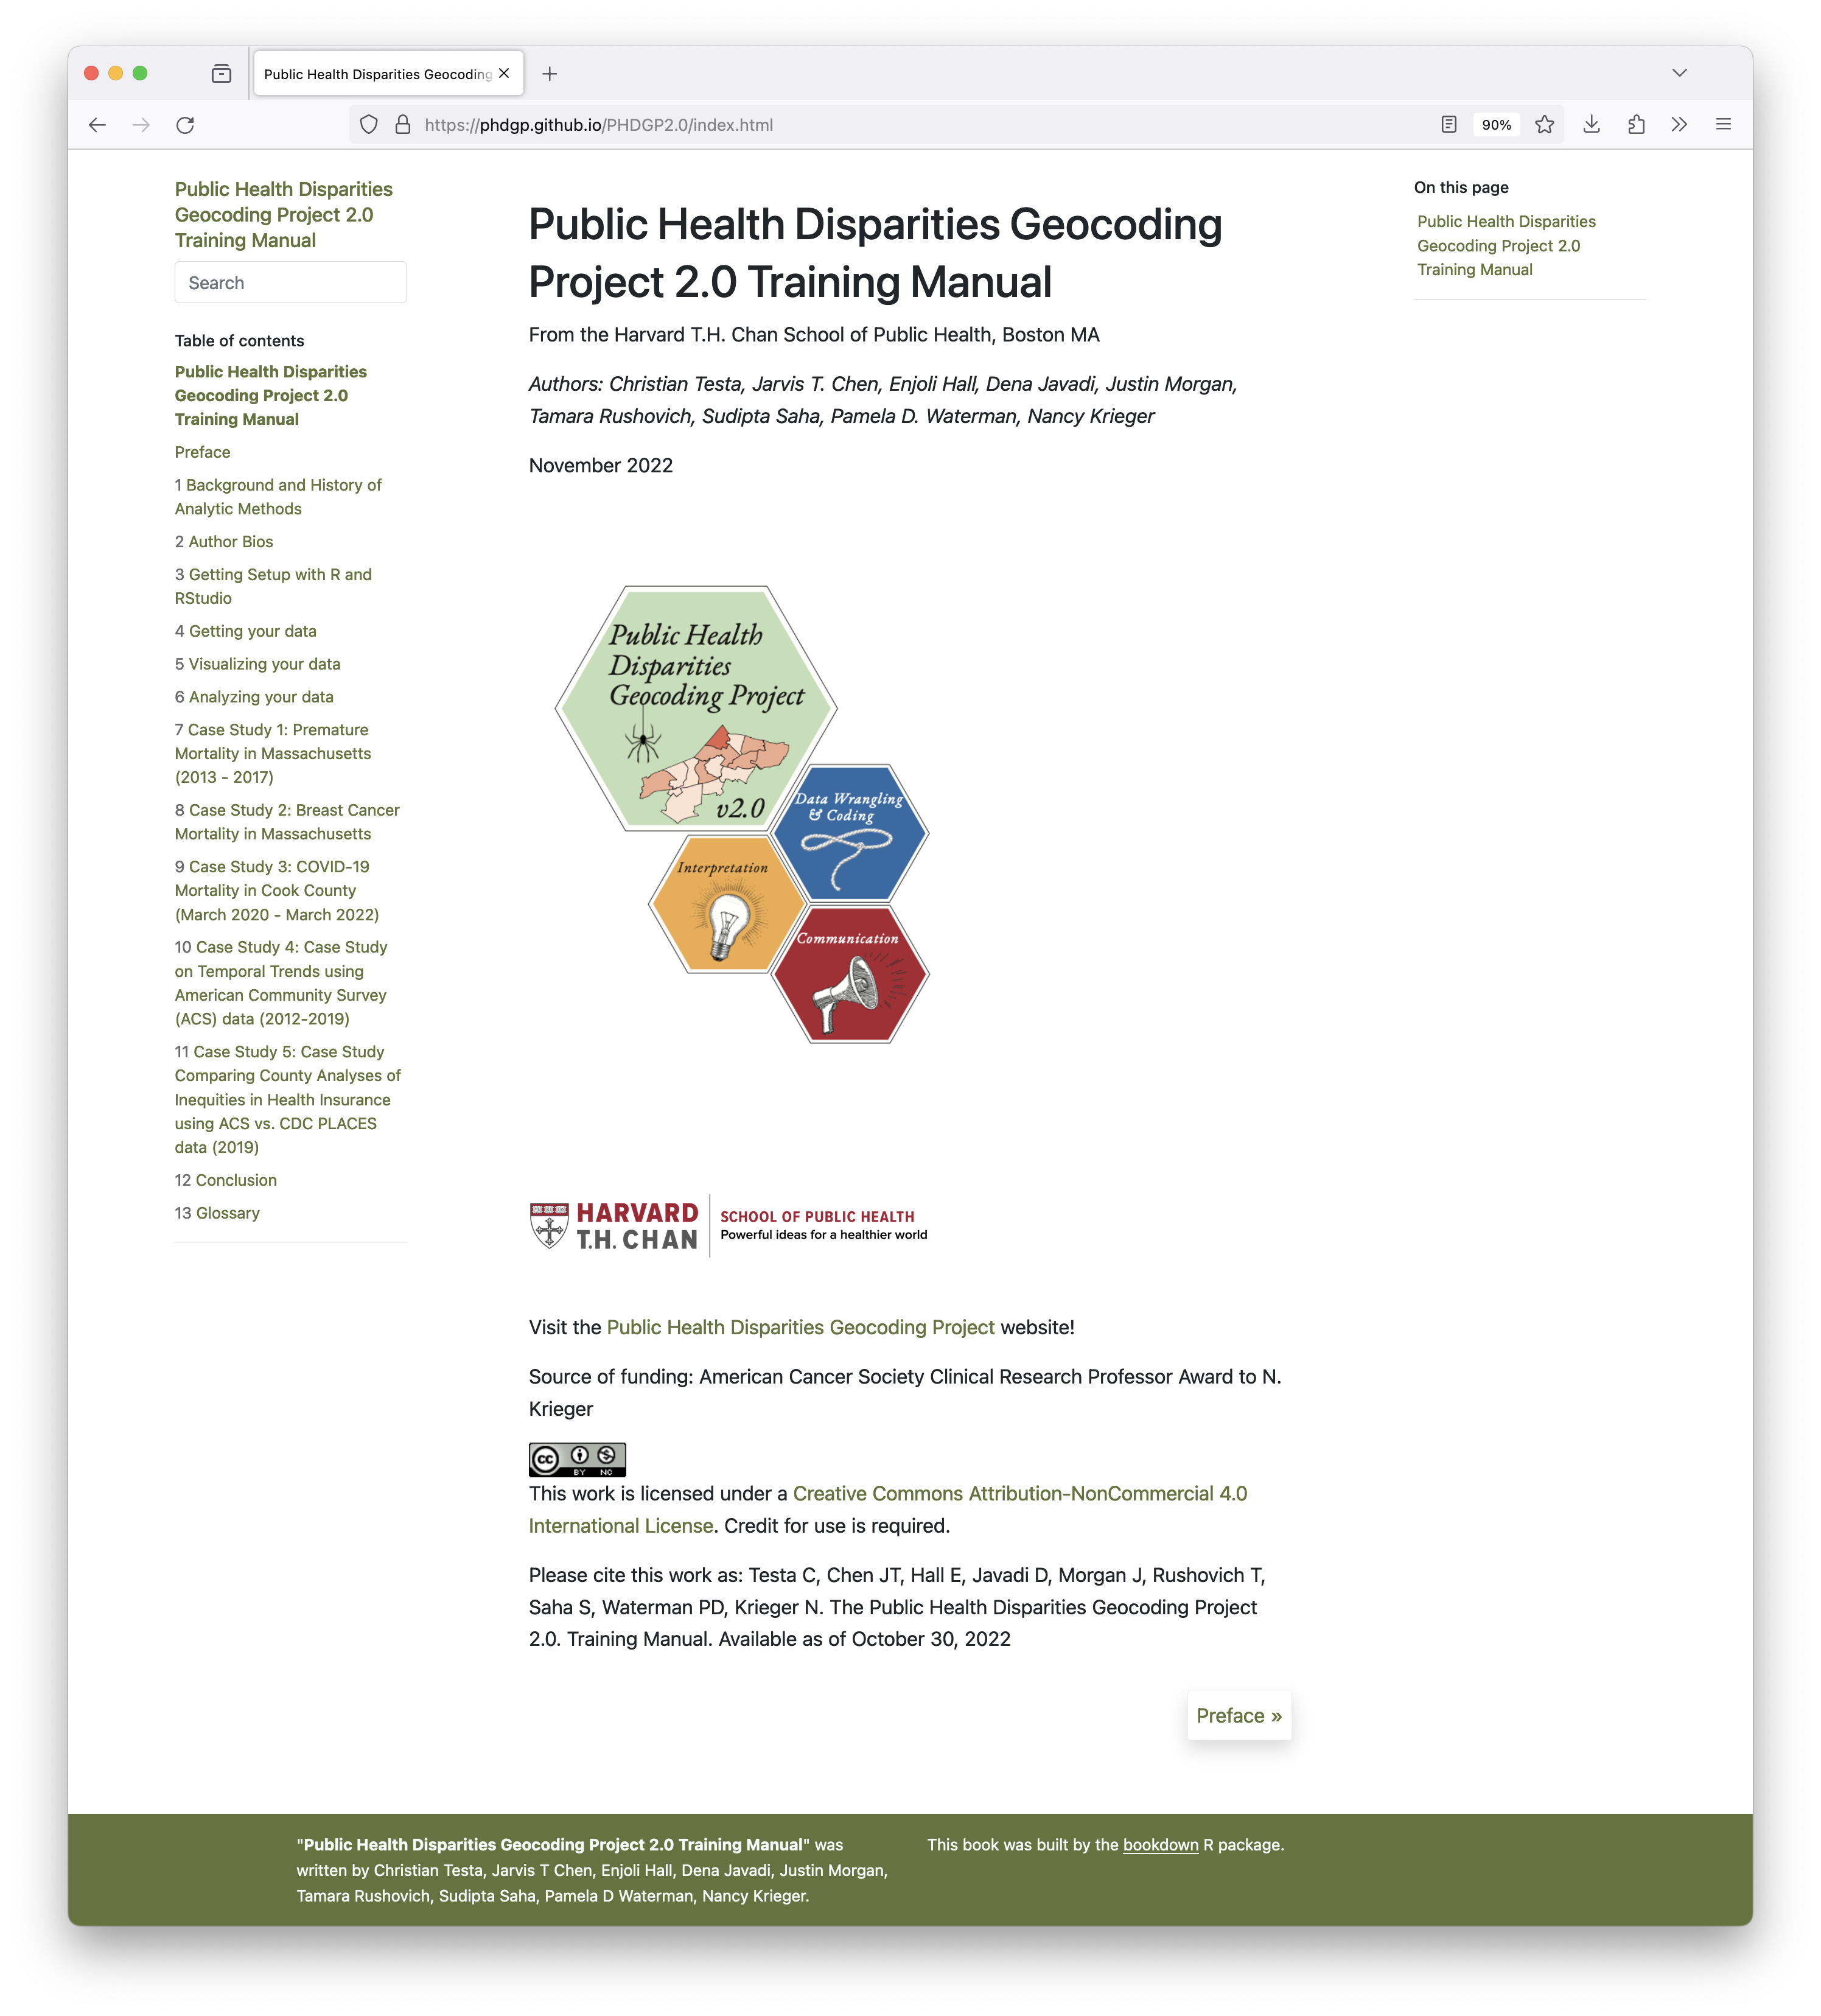 Public Health Disparities Geocoding
https://phdgp.github.io/PHDGP2.0/index.html
90%
Public Health Disparities
Geocoding Project 2.0
Training Manual
Search
Table of contents
Public Health Disparities
Geocoding Project 2.0
Training Manual
Preface
1 Background and History of
Analytic Methods
2 Author Bios
3 Getting Setup with R and
RStudio
4 Getting your data
5 Visualizing your data
6 Analyzing your data
7 Case Study 1: Premature
Mortality in Massachusetts
(2013 - 2017)
8 Case Study 2: Breast Cancer
Mortality in Massachusetts
9 Case Study 3: COVID-19
Mortality in Cook County
(March 2020 - March 2022)
10 Case Study 4: Case Study
on Temporal Trends using
American Community Survey
(ACS) data (2012-2019)
11 Case Study 5: Case Study
Comparing County Analyses of
Inequities in Health Insurance
using ACS vs. CDC PLACES
data (2019)
12 Conclusion
13 Glossary
Public Health Disparities Geocoding
Project 2.0 Training Manual
From the Harvard T.H. Chan School of Public Health, Boston MA
Authors: Christian Testa, Jarvis T. Chen, Enjoli Hall, Dena Javadi, Justin Morgan,
Tamara Rushovich, Sudipta Saha, Pamela D. Waterman, Nancy Krieger
November 2022
Public Health
Disparities
Geocoding Project
v2.0
Data Wrangling
& Coding
Interpretation
Communication
HARVARD
T.H. CHAN
SCHOOL OF PUBLIC HEALTH
Powerful ideas for a healthier world
Visit the Public Health Disparities Geocoding Project website!
Source of funding: American Cancer Society Clinical Research Professor Award to N.
Krieger
cc
BY NC
This work is licensed under a Creative Commons Attribution-NonCommercial 4.0
International License. Credit for use is required.
Please cite this work as: Testa C, Chen JT, Hall E, Javadi D, Morgan J, Rushovich T,
Saha S, Waterman PD, Krieger N. The Public Health Disparities Geocoding Project
2.0. Training Manual. Available as of October 30, 2022
Preface »
On this page
Public Health Disparities
Geocoding Project 2.0
Training Manual
"Public Health Disparities Geocoding Project 2.0 Training Manual" was
written by Christian Testa, Jarvis T Chen, Enjoli Hall, Dena Javadi, Justin Morgan,
Tamara Rushovich, Sudipta Saha, Pamela D Waterman, Nancy Krieger.
This book was built by the bookdown R package.